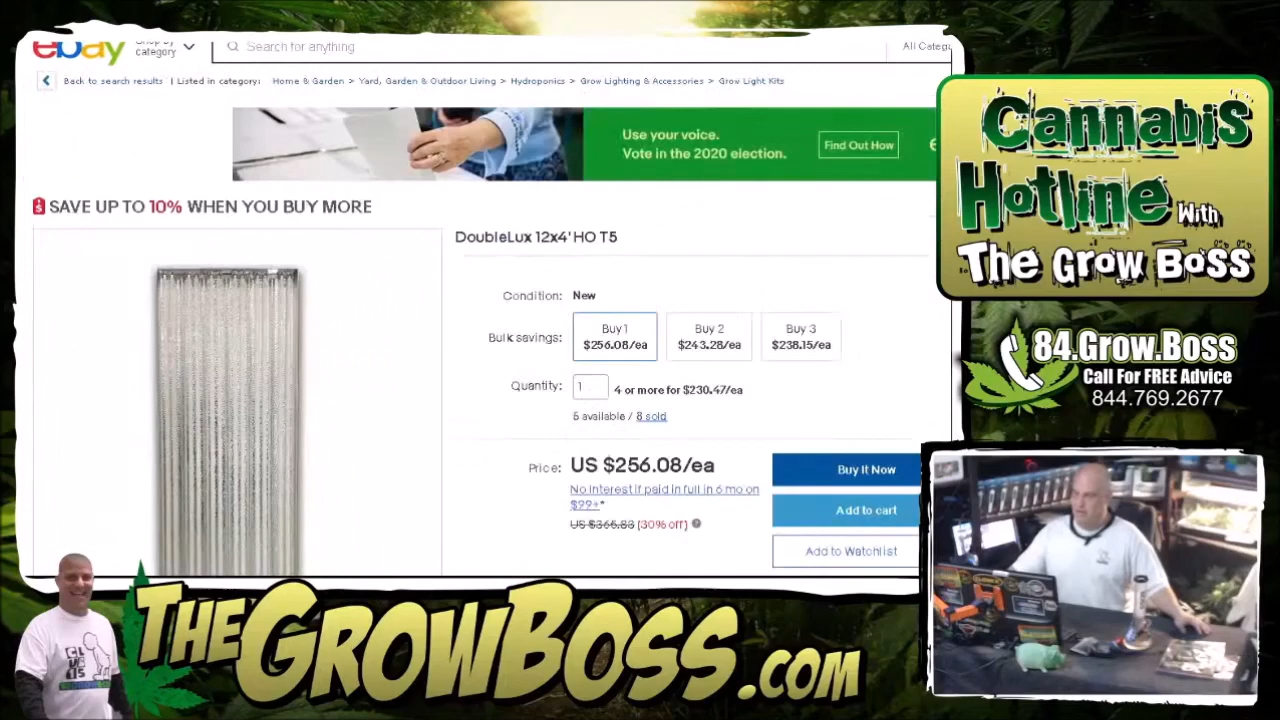 ebay
Shop by
category
Search for anything
All Categ
Back to search results | Listed in category: Home & Garden > Yard, Garden & Outdoor Living > Hydroponics > Grow Lighting & Accessories > Grow Light Kits
Use your voice.
Vote in the 2020 election.
Find Out How
SAVE UP TO 10% WHEN YOU BUY MORE
DoubleLux 12x4' HO T5
Condition: New
Bulk savings:
Buy 1
$256.08/ea
Buy 2
$243.28/ea
Buy 3
$238.15/ea
Quantity: 1 4 or more for $230.47/ea
5 available / 8 sold
Price: US $256.08/ea
No Interest if paid in full in 6 mo on
$99+*
US $365.83 (30% off)
Buy It Now
Add to cart
Add to Watchlist
Cannabis
Hotline With
The Grow Boss
84.Grow.Boss
Call For FREE Advice
844.769.2677
THEGROWBOSS.COM